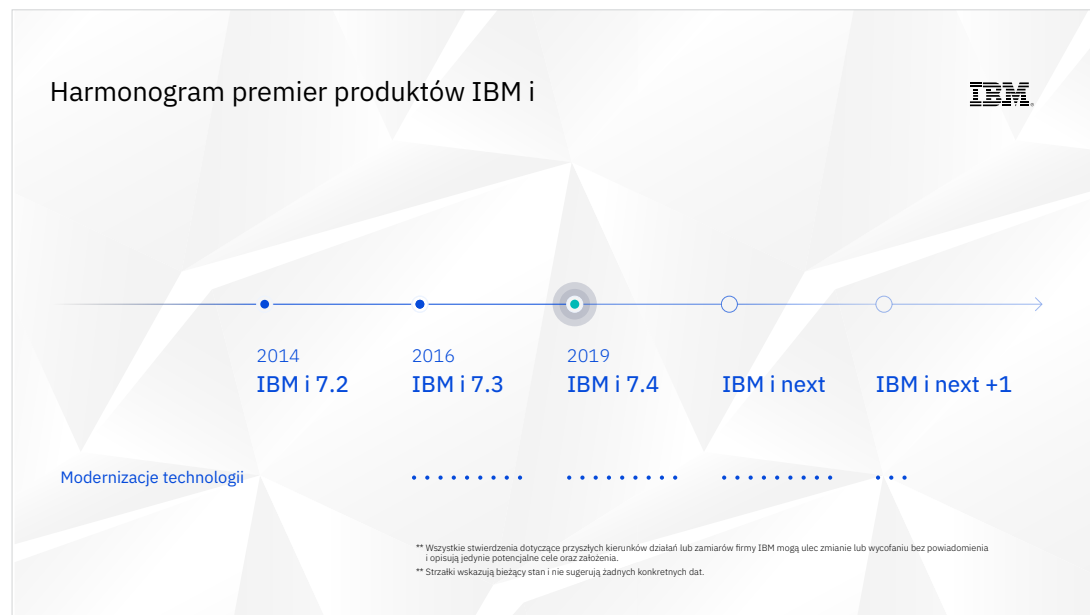 Harmonogram premier produktów IBM i
IBM
2014
IBM i 7.2
2016
IBM i 7.3
2019
IBM i 7.4
IBM i next
IBM i next +1
Modernizacje technologii
** Wszystkie stwierdzenia dotyczące przyszłych kierunków działań lub zamiarów firmy IBM mogą ulec zmianie lub wycofaniu bez powiadomienia
i opisują jedynie potencjalne cele oraz założenia.
** Strzałki wskazują bieżący stan i nie sugerują żadnych konkretnych dat.